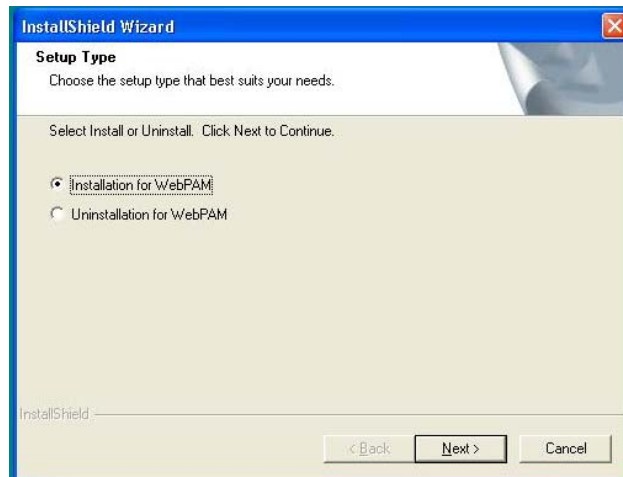 InstallShield Wizard
Setup Type
Choose the setup type that best suits your needs.
Select Install or Uninstall. Click Next to Continue.
Installation for WebPAM
Uninstallation for WebPAM
InstallShield
< Back Next > Cancel